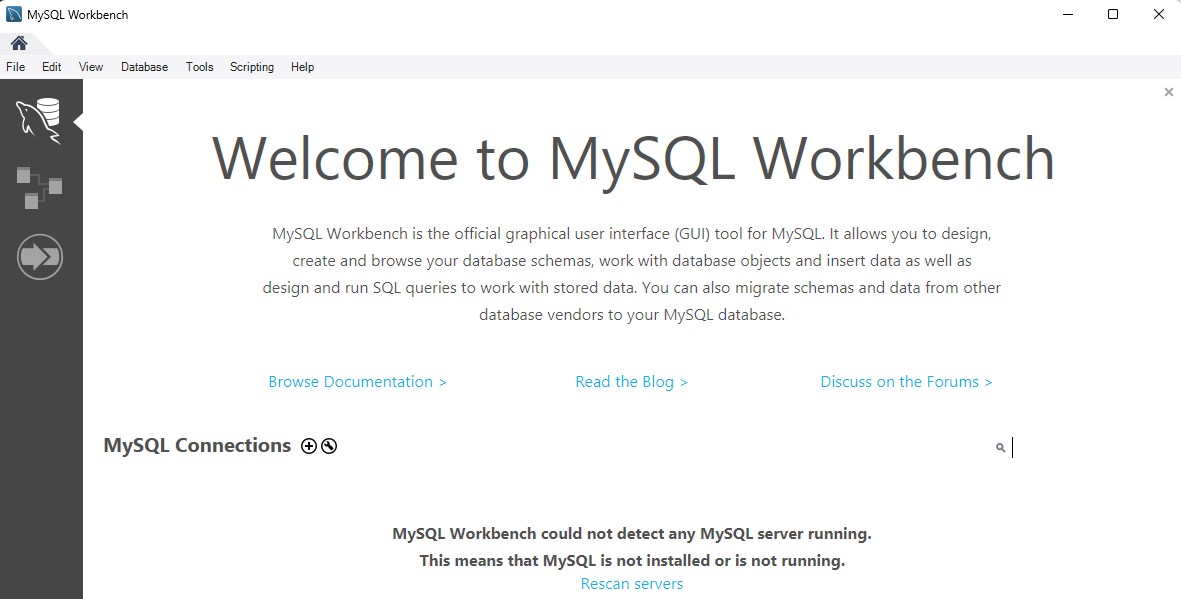 MySQL Workbench
File Edit View Database Tools Scripting Help
Welcome to MySQL Workbench
MySQL Workbench is the official graphical user interface (GUI) tool for MySQL. It allows you to design,
create and browse your database schemas, work with database objects and insert data as well as
design and run SQL queries to work with stored data. You can also migrate schemas and data from other
database vendors to your MySQL database.
Browse Documentation > Read the Blog > Discuss on the Forums >
MySQL Connections
MySQL Workbench could not detect any MySQL server running.
This means that MySQL is not installed or is not running.
Rescan servers